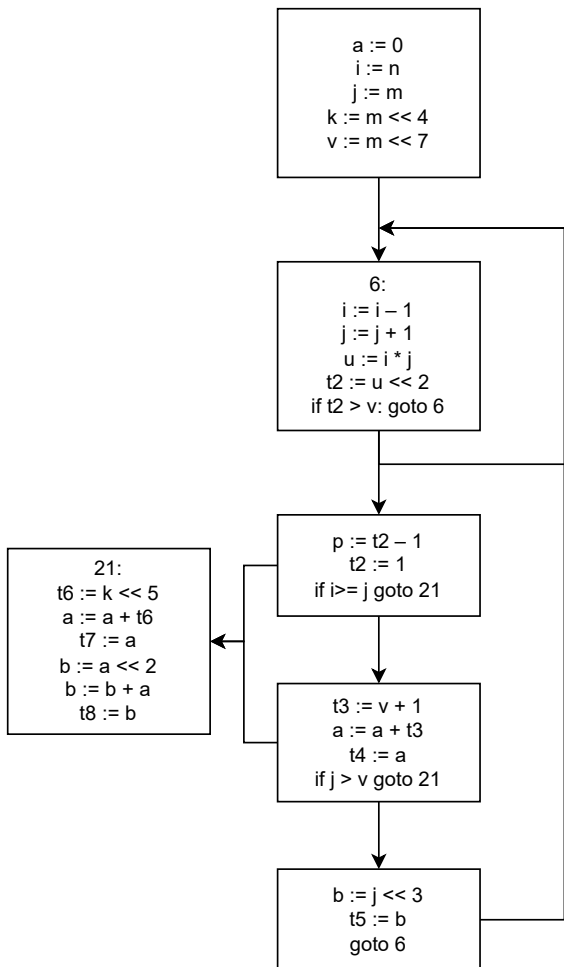 a := 0
i := n
j := m
k := m << 4
v := m << 7
6:
i := i – 1
j := j + 1
u := i * j
t2 := u << 2
if t2 > v: goto 6
p := t2 – 1
t2 := 1
if i>= j goto 21
21:
t6 := k << 5
a := a + t6
t7 := a
b := a << 2
b := b + a
t8 := b
t3 := v + 1
a := a + t3
t4 := a
if j > v goto 21
b := j << 3
t5 := b
goto 6